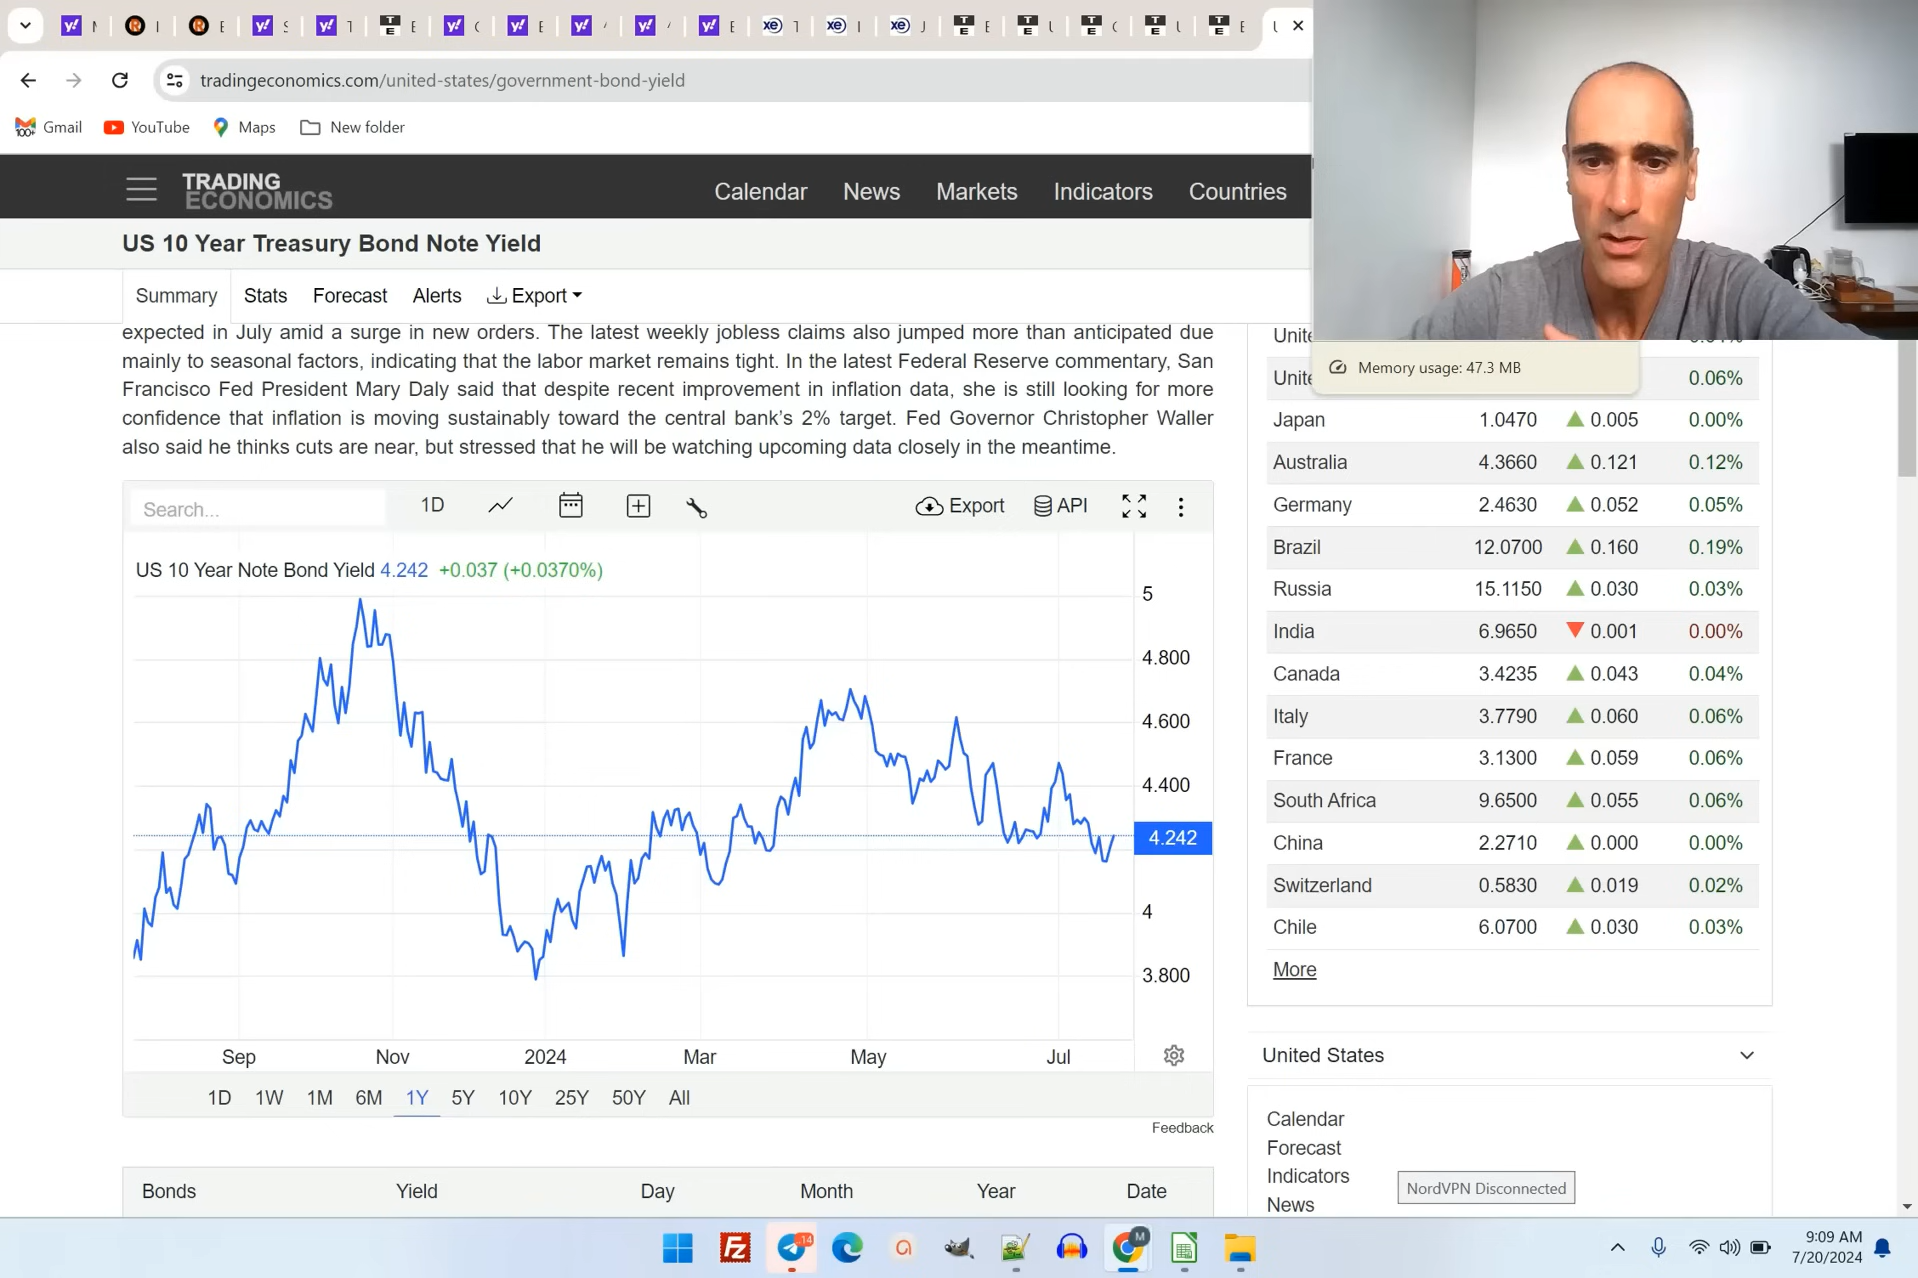 tradingeconomics.com/united-states/government-bond-yield
Gmail
YouTube
Maps
New folder
TRADING
ECONOMICS
Calendar
News
Markets
Indicators
Countries
US 10 Year Treasury Bond Note Yield
Summary
Stats
Forecast
Alerts
Export
expected in July amid a surge in new orders. The latest weekly jobless claims also jumped more than anticipated due
mainly to seasonal factors, indicating that the labor market remains tight. In the latest Federal Reserve commentary, San
Francisco Fed President Mary Daly said that despite recent improvement in inflation data, she is still looking for more
confidence that inflation is moving sustainably toward the central bank’s 2% target. Fed Governor Christopher Waller
also said he thinks cuts are near, but stressed that he will be watching upcoming data closely in the meantime.
Search...
1D
Export
API
US 10 Year Note Bond Yield 4.242 +0.037 (+0.0370%)
5
4.800
4.600
4.400
4.242
4
3.800
Sep
Nov
2024
Mar
May
Jul
1D 1W 1M 6M 1Y 5Y 10Y 25Y 50Y All
Feedback
Bonds Yield Day Month Year Date
Memory usage: 47.3 MB
0.06%
Japan 1.0470 0.005 0.00%
Australia 4.3660 0.121 0.12%
Germany 2.4630 0.052 0.05%
Brazil 12.0700 0.160 0.19%
Russia 15.1150 0.030 0.03%
India 6.9650 0.001 0.00%
Canada 3.4235 0.043 0.04%
Italy 3.7790 0.060 0.06%
France 3.1300 0.059 0.06%
South Africa 9.6500 0.055 0.06%
China 2.2710 0.000 0.00%
Switzerland 0.5830 0.019 0.02%
Chile 6.0700 0.030 0.03%
More
United States
Calendar
Forecast
Indicators
News
NordVPN Disconnected
9:09 AM
7/20/2024